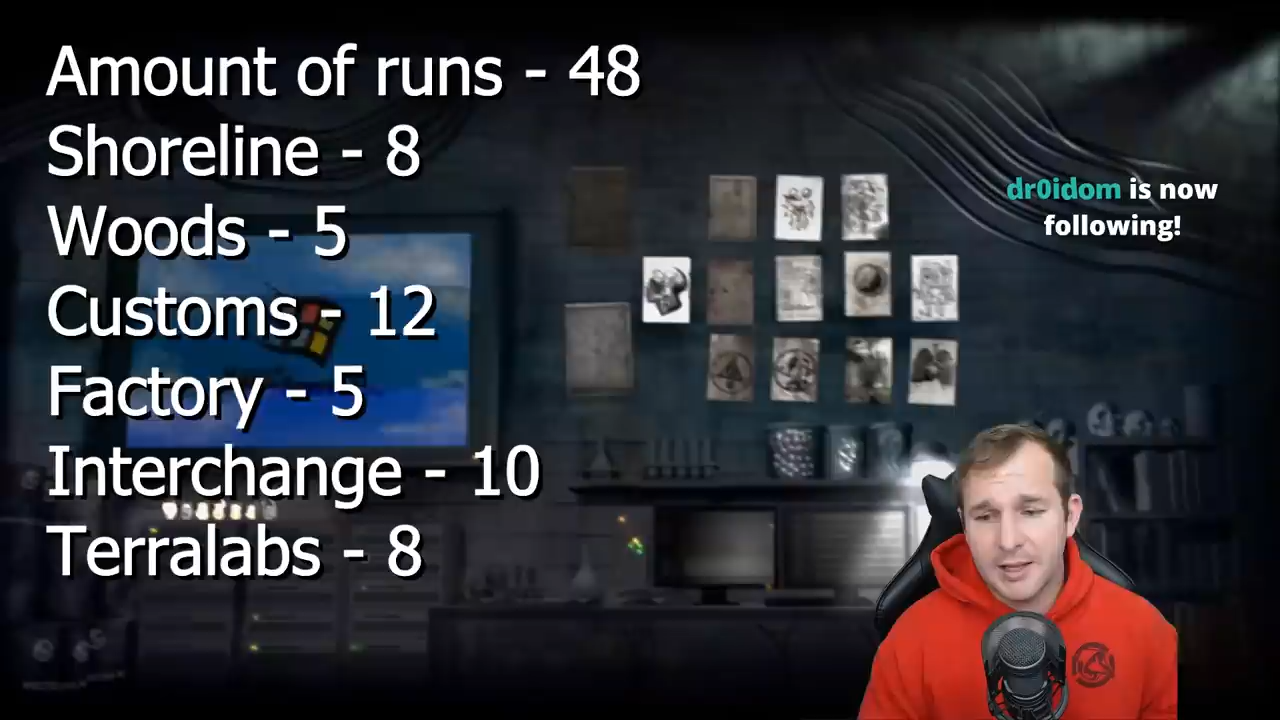 Amount of runs - 48
Shoreline - 8
Woods - 5
Customs - 12
Factory - 5
Interchange - 10
Terralabs - 8
dr0idom is now
following!